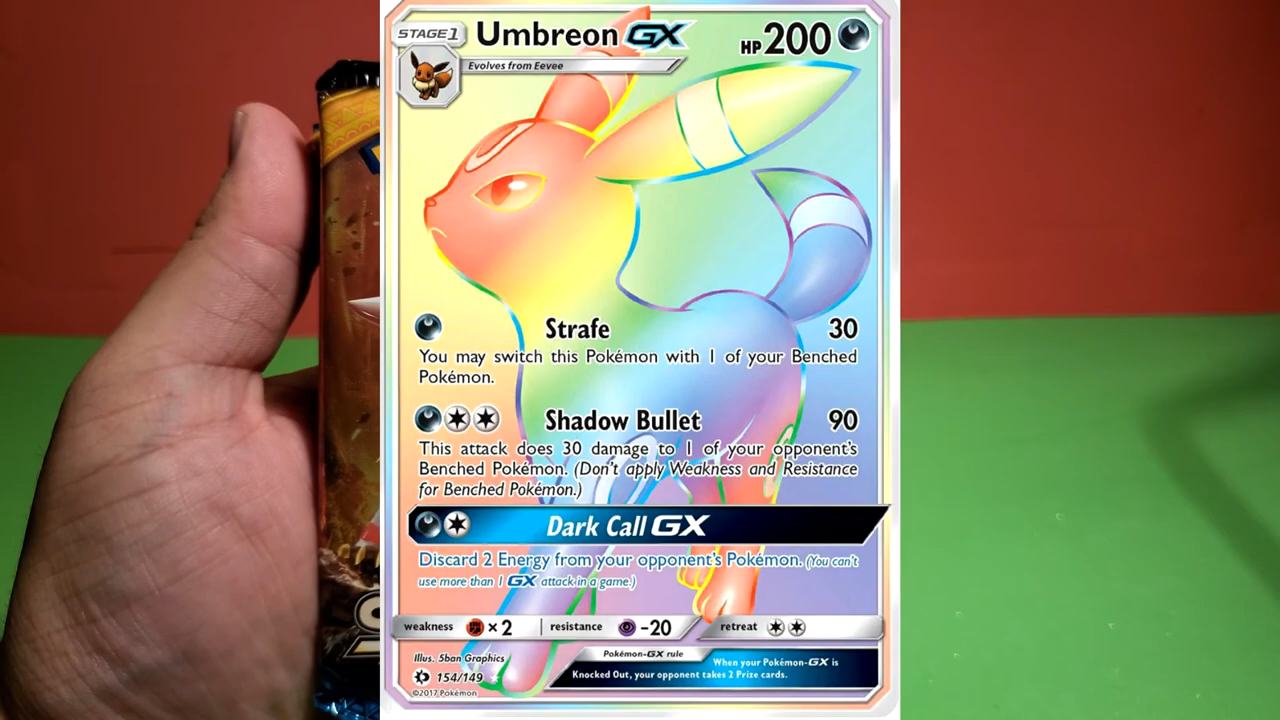 STAGE1 Umbreon GX HP 200
Evolves from Eevee
Strafe 30
You may switch this Pokémon with 1 of your Benched
Pokémon.
Shadow Bullet 90
This attack does 30 damage to 1 of your opponent's
Benched Pokémon. (Don't apply Weakness and Resistance
for Benched Pokémon.)
Dark Call GX
Discard 2 Energy from your opponent's Pokémon. (You can't
use more than 1 GX attack in a game.)
weakness ×2 resistance -20 retreat
Illus. 5ban Graphics
154/149
©2017 Pokémon
Pokémon-GX rule
When your Pokémon-GX is
Knocked Out, your opponent takes 2 Prize cards.